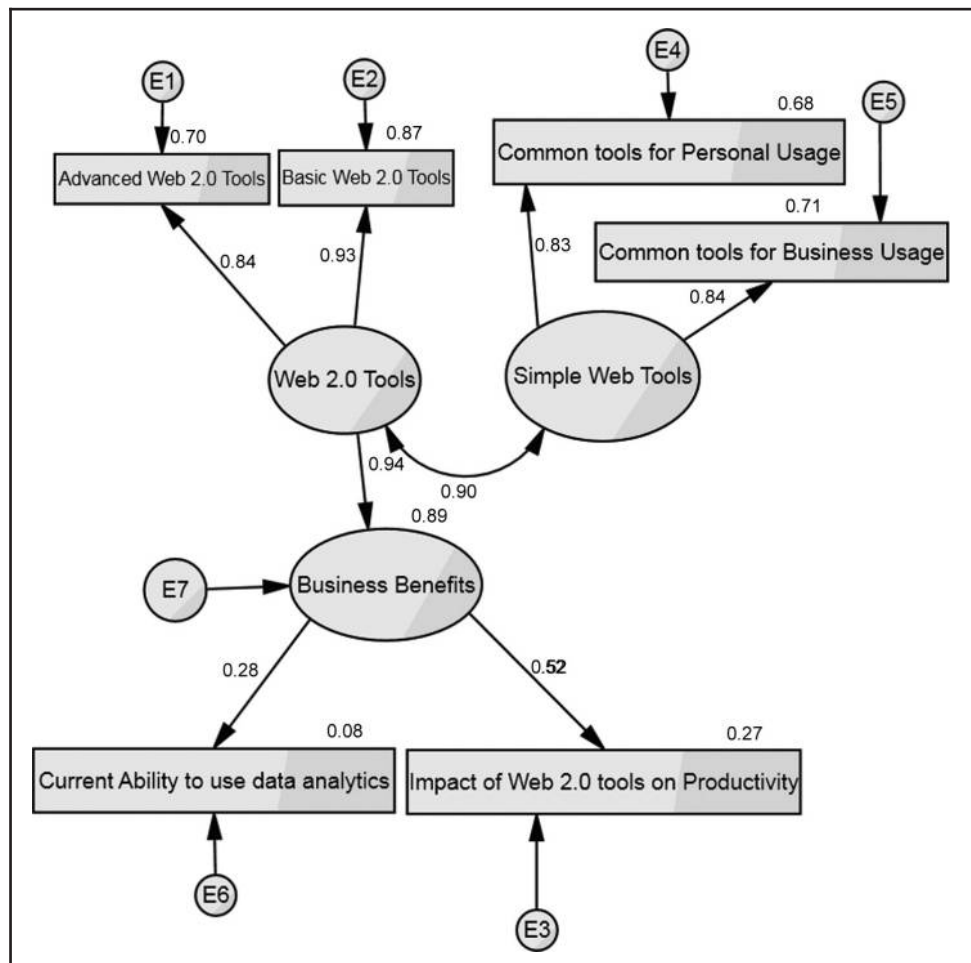 E1
E2
E4
E5
0.70
0.87
0.68
Advanced Web 2.0 Tools
Basic Web 2.0 Tools
Common tools for Personal Usage
0.71
Common tools for Business Usage
0.84
0.93
0.83
0.84
Web 2.0 Tools
Simple Web Tools
0.94
0.90
0.89
E7
Business Benefits
0.28
0.52
0.08
0.27
Current Ability to use data analytics
Impact of Web 2.0 tools on Productivity
E6
E3